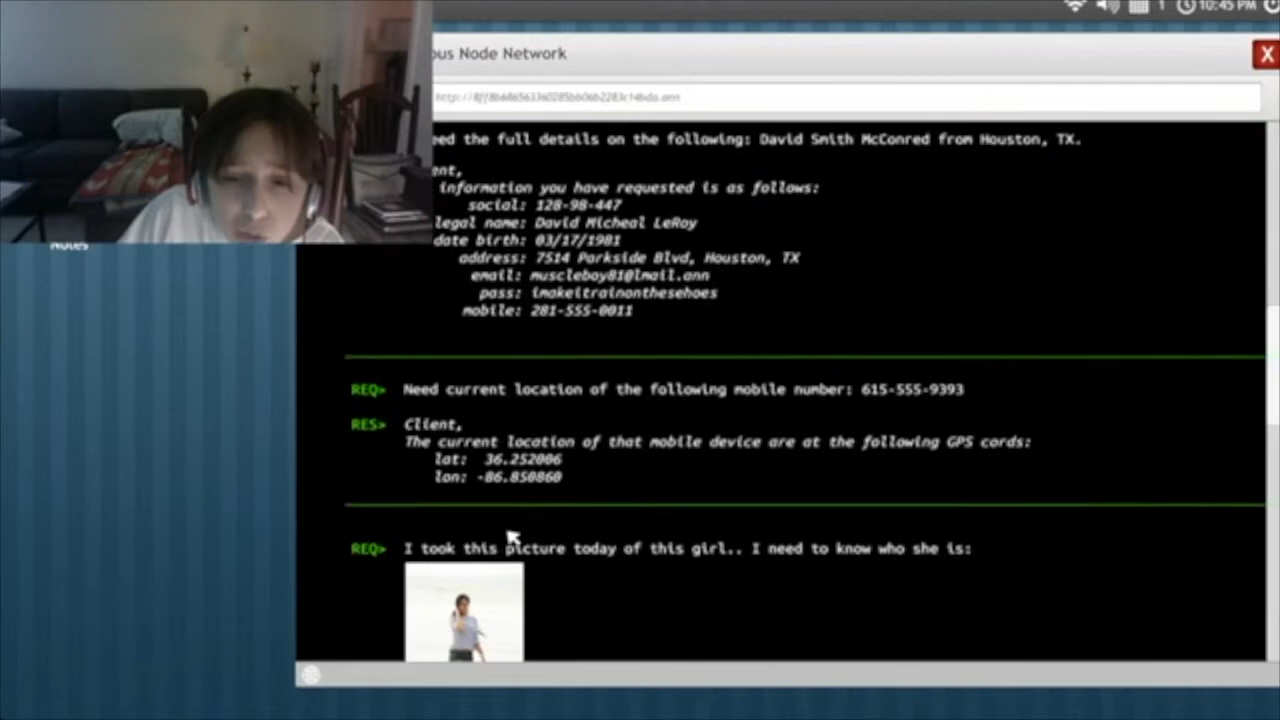 10:45 PM
ous Node Network
eed the full details on the following: David Smith McConred from Houston, TX.
ent,
information you have requested is as follows:
social: 128-98-447
legal name: David Micheal LeRoy
date birth: 03/17/1981
address: 7514 Parkside Blvd, Houston, TX
email: muscleboy81@lmail.ann
pass: imakeitrainonthesehoes
mobile: 281-555-0011
Notes
REQ> Need current location of the following mobile number: 615-555-9393
RES> Client,
The current location of that mobile device are at the following GPS cords:
lat: 36.252006
lon: -86.850860
REQ> I took this picture today of this girl.. I need to know who she is: